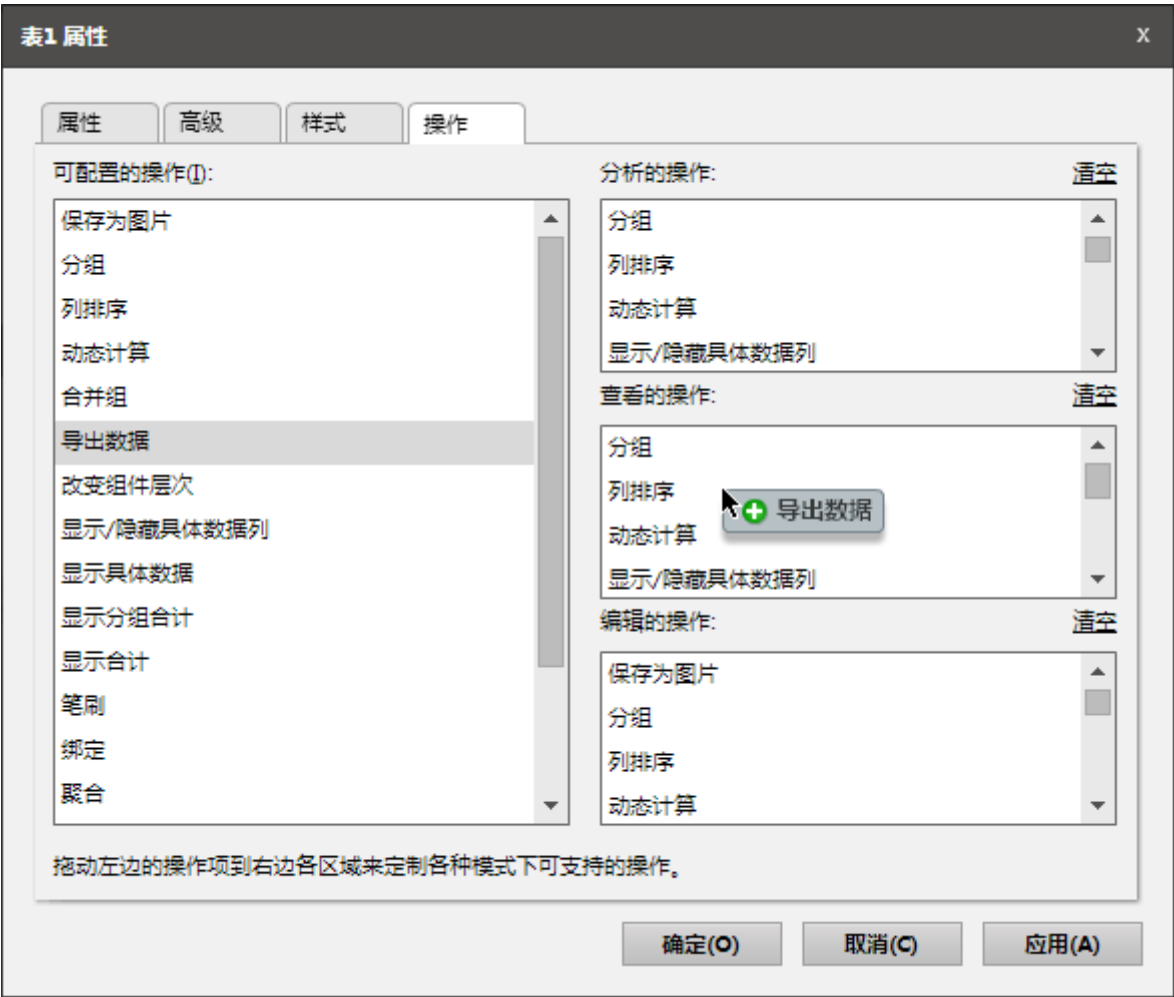 表1 属性
x
属性
高级
样式
操作
可配置的操作(I):
保存为图片
分组
列排序
动态计算
合并组
导出数据
改变组件层次
显示/隐藏具体数据列
显示具体数据
显示分组合计
显示合计
笔刷
绑定
聚合
分析的操作:
清空
分组
列排序
动态计算
显示/隐藏具体数据列
查看的操作:
清空
分组
列排序
导出数据
动态计算
显示/隐藏具体数据列
编辑的操作:
清空
保存为图片
分组
列排序
动态计算
拖动左边的操作项到右边各区域来定制各种模式下可支持的操作。
确定(O)
取消(C)
应用(A)